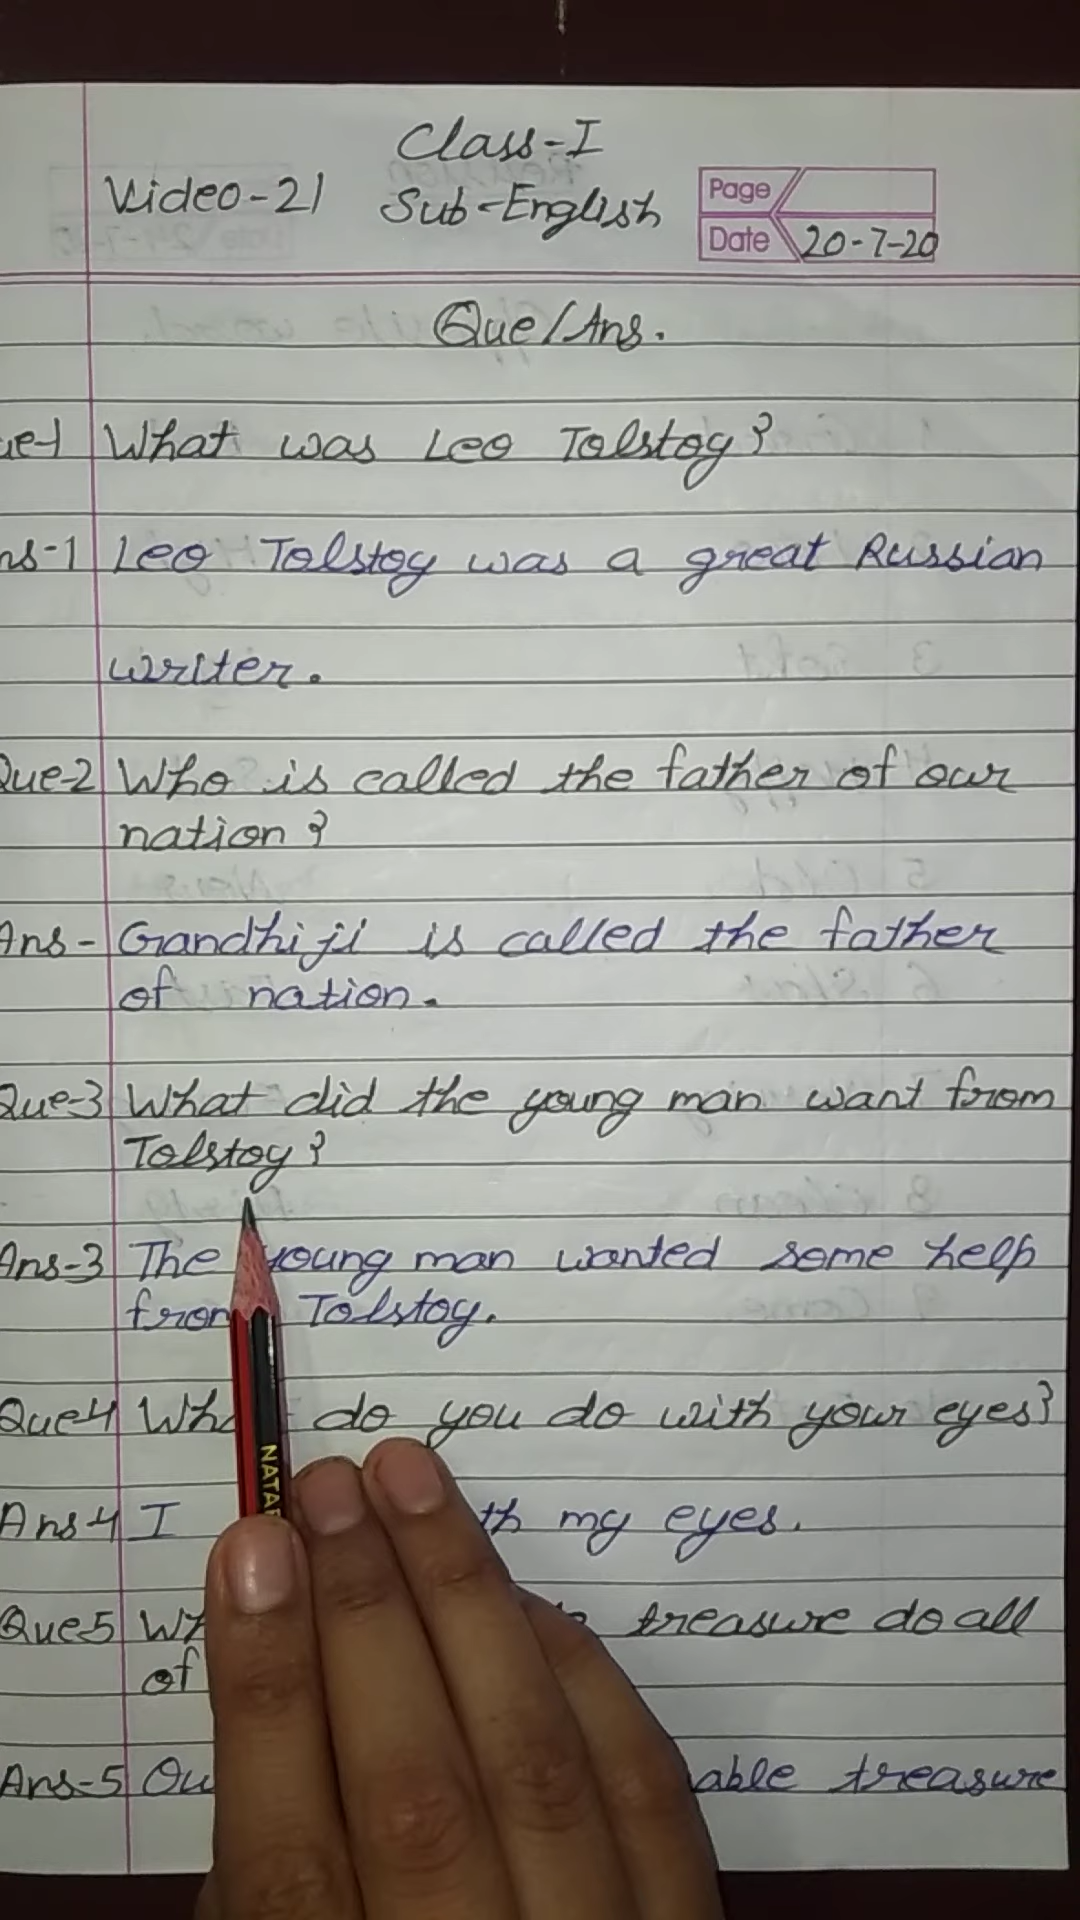 Class-I
Video-21 Sub-English
Page
Date 20-7-20
Que/Ans.
What was Leo Tolstoy?
Leo Tolstoy was a great Russian
writer.
Que-2 Who is called the father of our
nation?
Ans- Gandhiji is called the father
of nation.
Que-3 What did the young man want from
Tolstoy?
Ans-3 The young man wanted some help
Tolstoy.
Que4 do you do with your eyes?
Ans4 I my eyes.
Que5 treasure do all
of
Ans-5 treasure